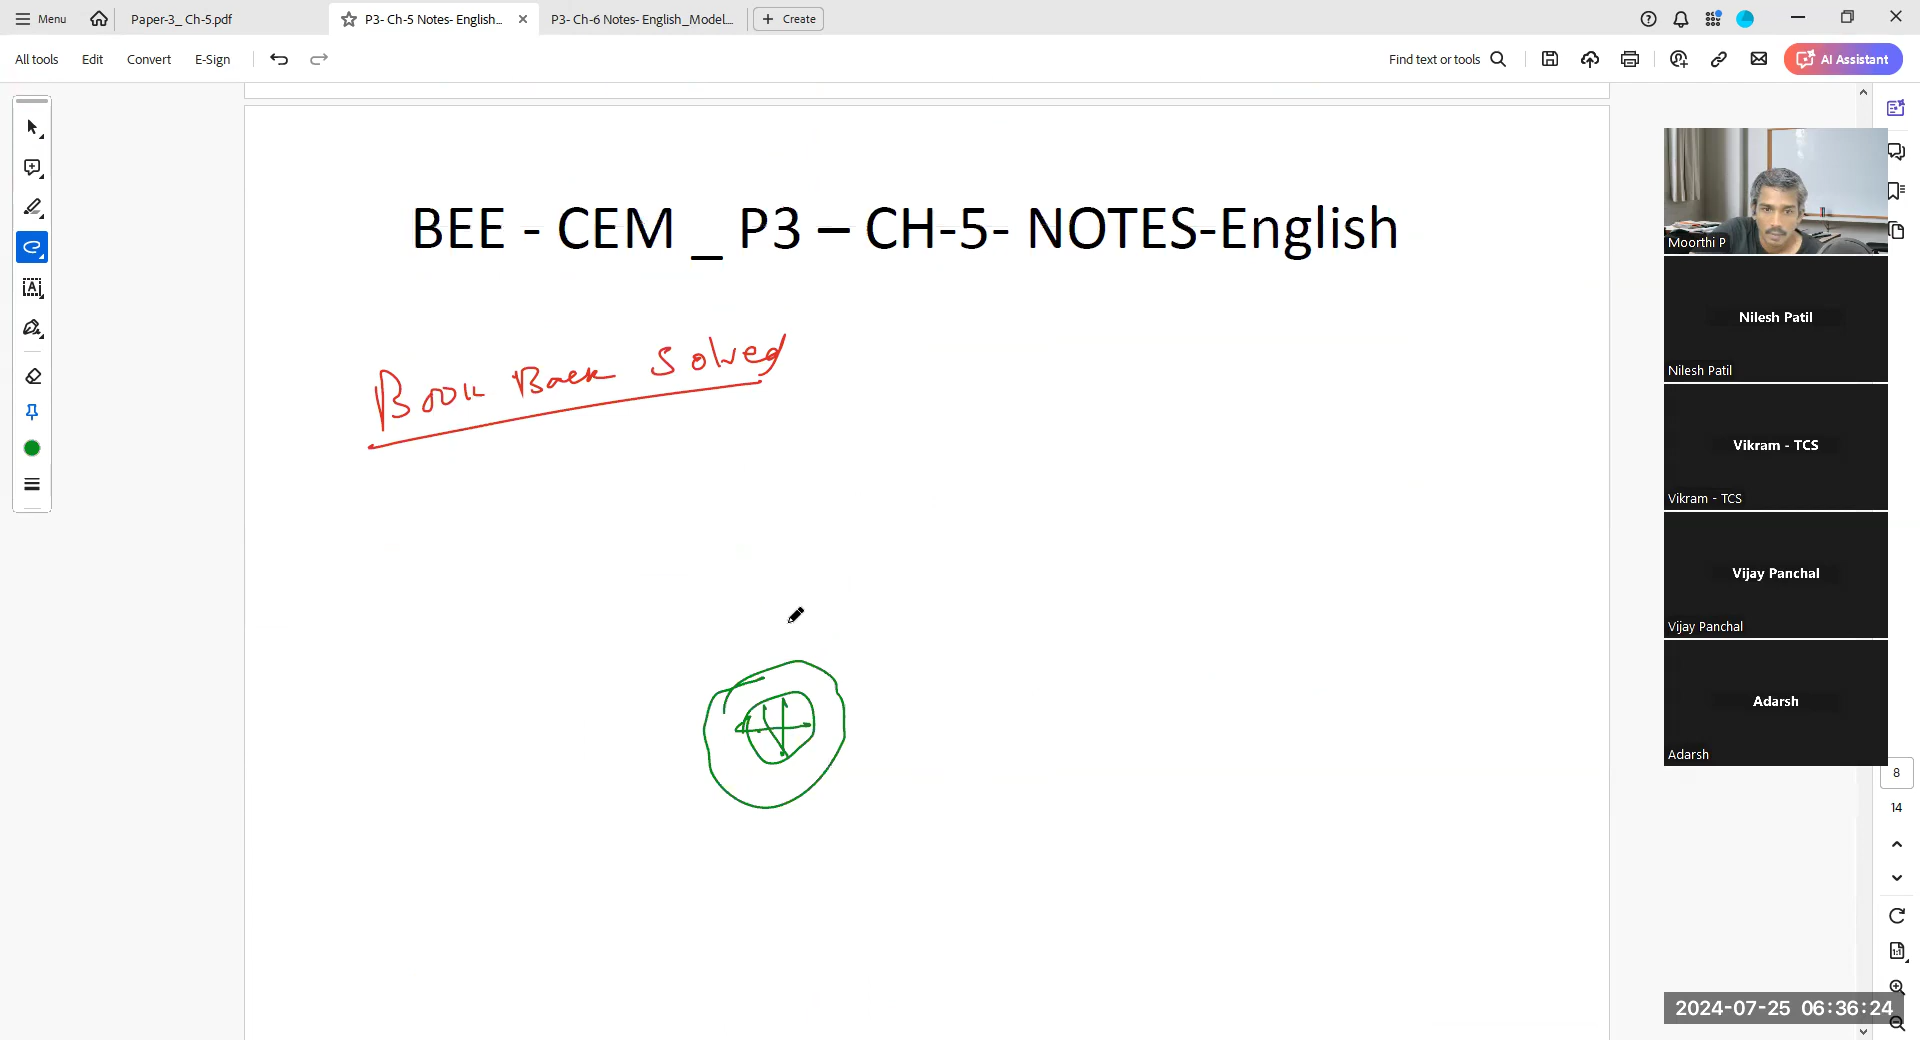 Menu
Paper-3_ Ch-5.pdf
P3- Ch-5 Notes- English...
P3- Ch-6 Notes- English_Model...
Create
All tools
Edit
Convert
E-Sign
Find text or tools
AI Assistant
BEE - CEM _ P3 – CH-5- NOTES-English
Book Back Solved
Moorthi P
Nilesh Patil
Nilesh Patil
Vikram - TCS
Vikram - TCS
Vijay Panchal
Vijay Panchal
Adarsh
Adarsh
8
14
2024-07-25 06:36:24